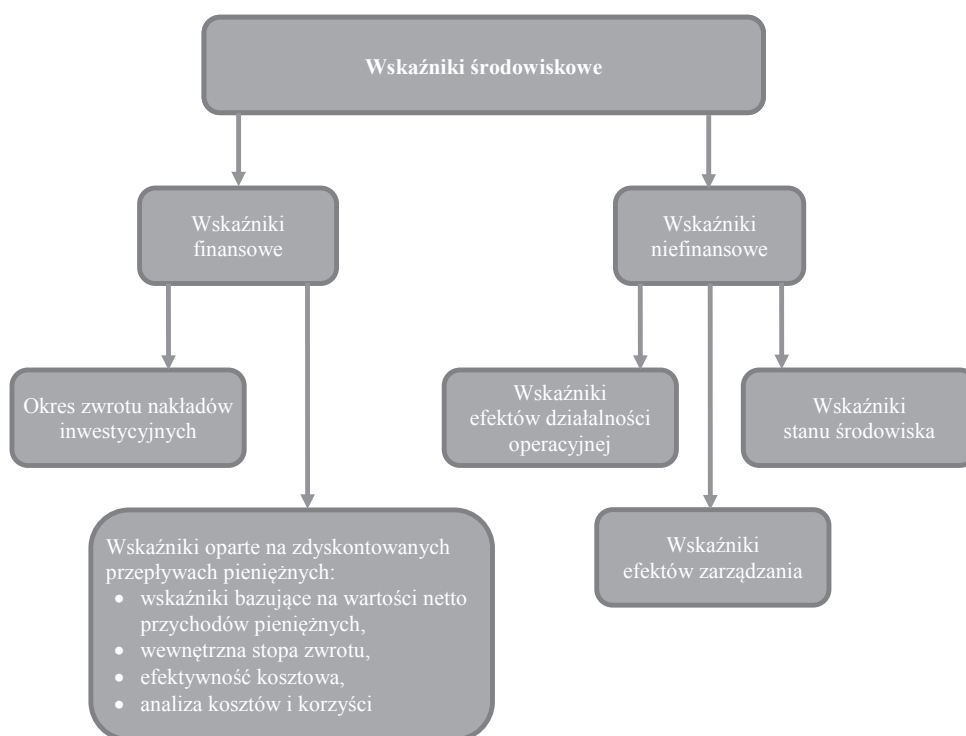 Wskaźniki środowiskowe
Wskaźniki
finansowe
Wskaźniki
niefinansowe
Okres zwrotu nakładów
inwestycyjnych
Wskaźniki
efektów działalności
operacyjnej
Wskaźniki
stanu środowiska
Wskaźniki oparte na zdyskontowanych
przepływach pieniężnych:
• wskaźniki bazujące na wartości netto
przychodów pieniężnych,
• wewnętrzna stopa zwrotu,
• efektywność kosztowa,
• analiza kosztów i korzyści
Wskaźniki
efektów zarządzania